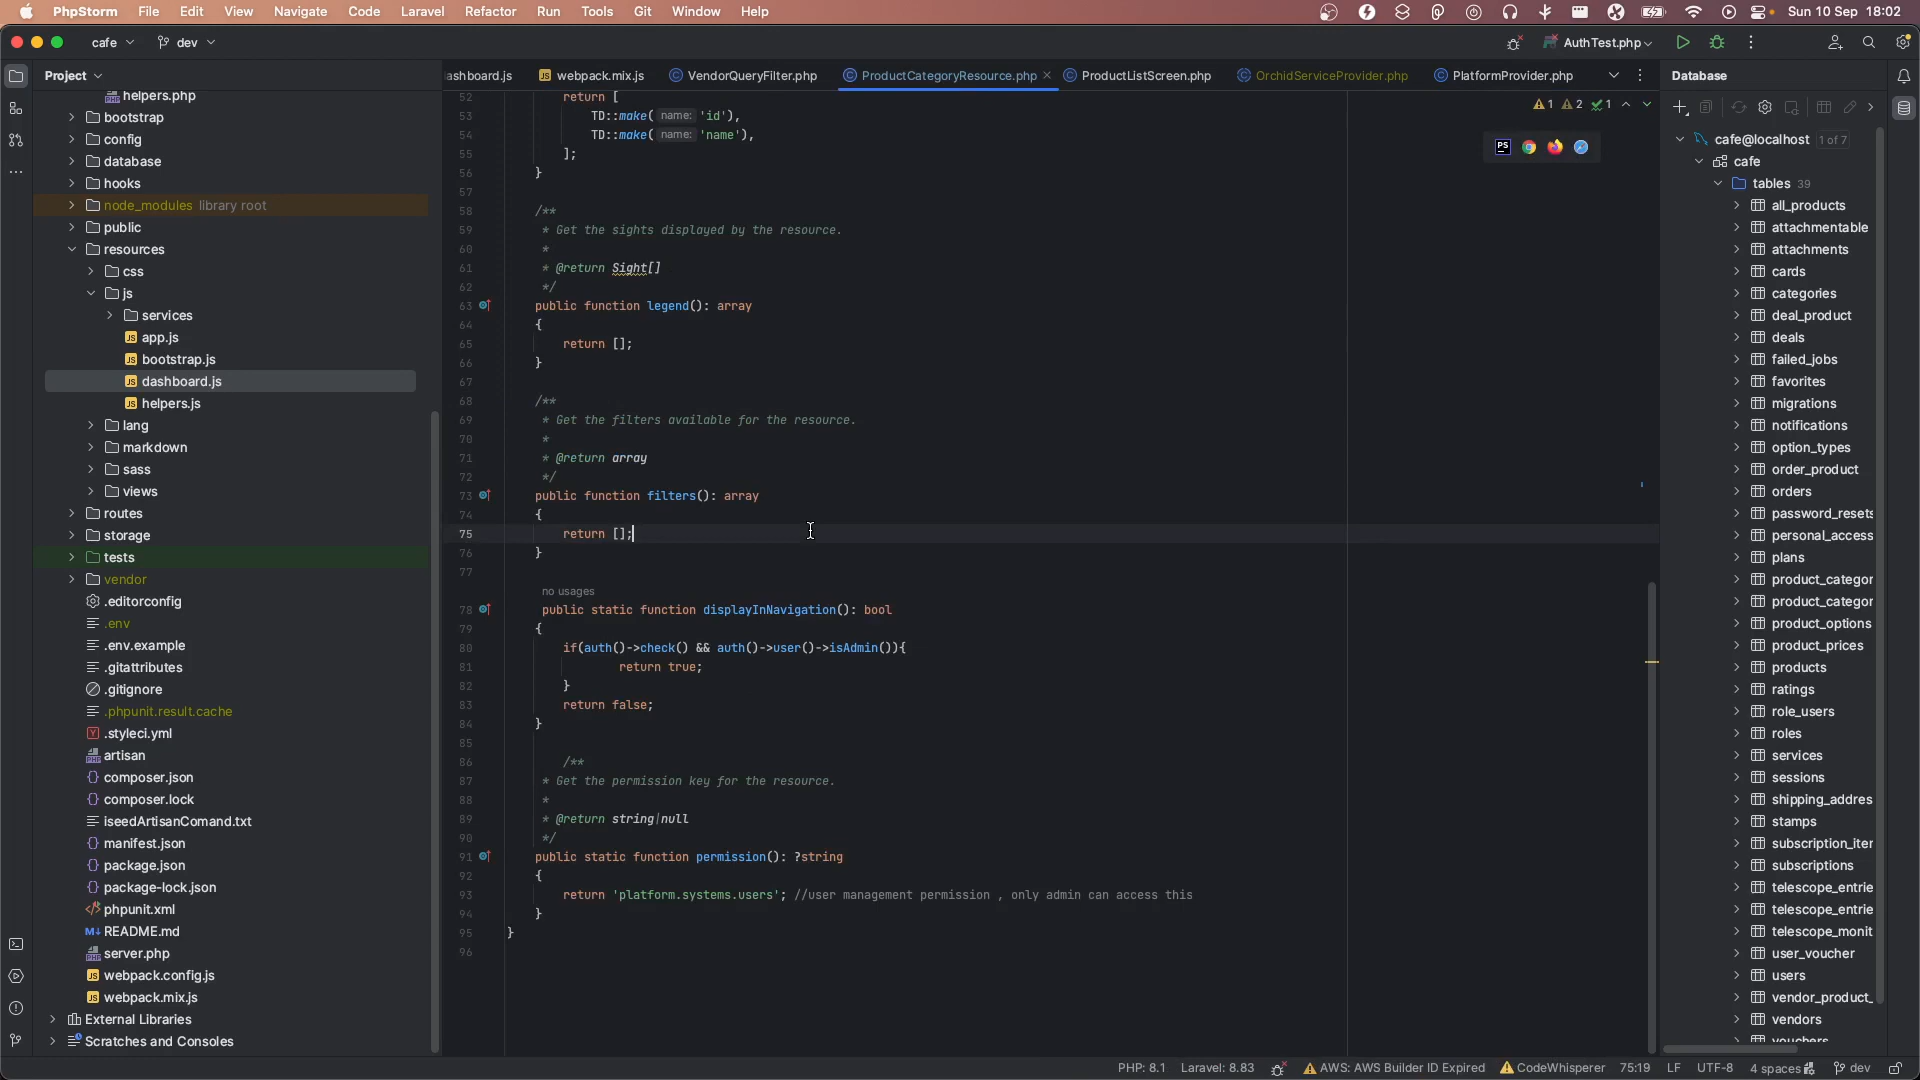 PhpStorm File Edit View Navigate Code Laravel Refactor Run Tools Git Window Help Sun 10 Sep 18:02
cafe dev AuthTest.php
Project
ashboard.js webpack.mix.js VendorQueryFilter.php ProductCategoryResource.php ProductListScreen.php OrchidServiceProvider.php PlatformProvider.php
Database
helpers.php
bootstrap
config
database
hooks
node_modules library root
public
resources
css
js
services
app.js
bootstrap.js
dashboard.js
helpers.js
lang
markdown
sass
views
routes
storage
tests
vendor
.editorconfig
.env
.env.example
.gitattributes
.gitignore
.phpunit.result.cache
.styleci.yml
artisan
composer.json
composer.lock
iseedArtisanComand.txt
manifest.json
package.json
package-lock.json
phpunit.xml
README.md
server.php
webpack.config.js
webpack.mix.js
External Libraries
Scratches and Consoles
1 2 1
52 return [
53 TD::make( name: 'id'),
54 TD::make( name: 'name'),
55 ];
56 }
57
58 /**
59 * Get the sights displayed by the resource.
60 *
61 * @return Sight[]
62 */
63 public function legend(): array
64 {
65 return [];
66 }
67
68 /**
69 * Get the filters available for the resource.
70 *
71 * @return array
72 */
73 public function filters(): array
74 {
75 return [];
76 }
77
no usages
78 public static function displayInNavigation(): bool
79 {
80 if(auth()->check() && auth()->user()->isAdmin()){
81 return true;
82 }
83 return false;
84 }
85
86 /**
87 * Get the permission key for the resource.
88 *
89 * @return string|null
90 */
91 public static function permission(): ?string
92 {
93 return 'platform.systems.users'; //user management permission , only admin can access this
94 }
95 }
96
cafe@localhost 1 of 7
cafe
tables 39
all_products
attachmentable
attachments
cards
categories
deal_product
deals
failed_jobs
favorites
migrations
notifications
option_types
order_product
orders
password_resets
personal_access
plans
product_categor
product_categor
product_options
product_prices
products
ratings
role_users
roles
services
sessions
shipping_addres
stamps
subscription_iter
subscriptions
telescope_entrie
telescope_entrie
telescope_monit
user_voucher
users
vendor_product_
vendors
vouchers
PHP: 8.1 Laravel: 8.83 AWS: AWS Builder ID Expired CodeWhisperer 75:19 LF UTF-8 4 spaces dev